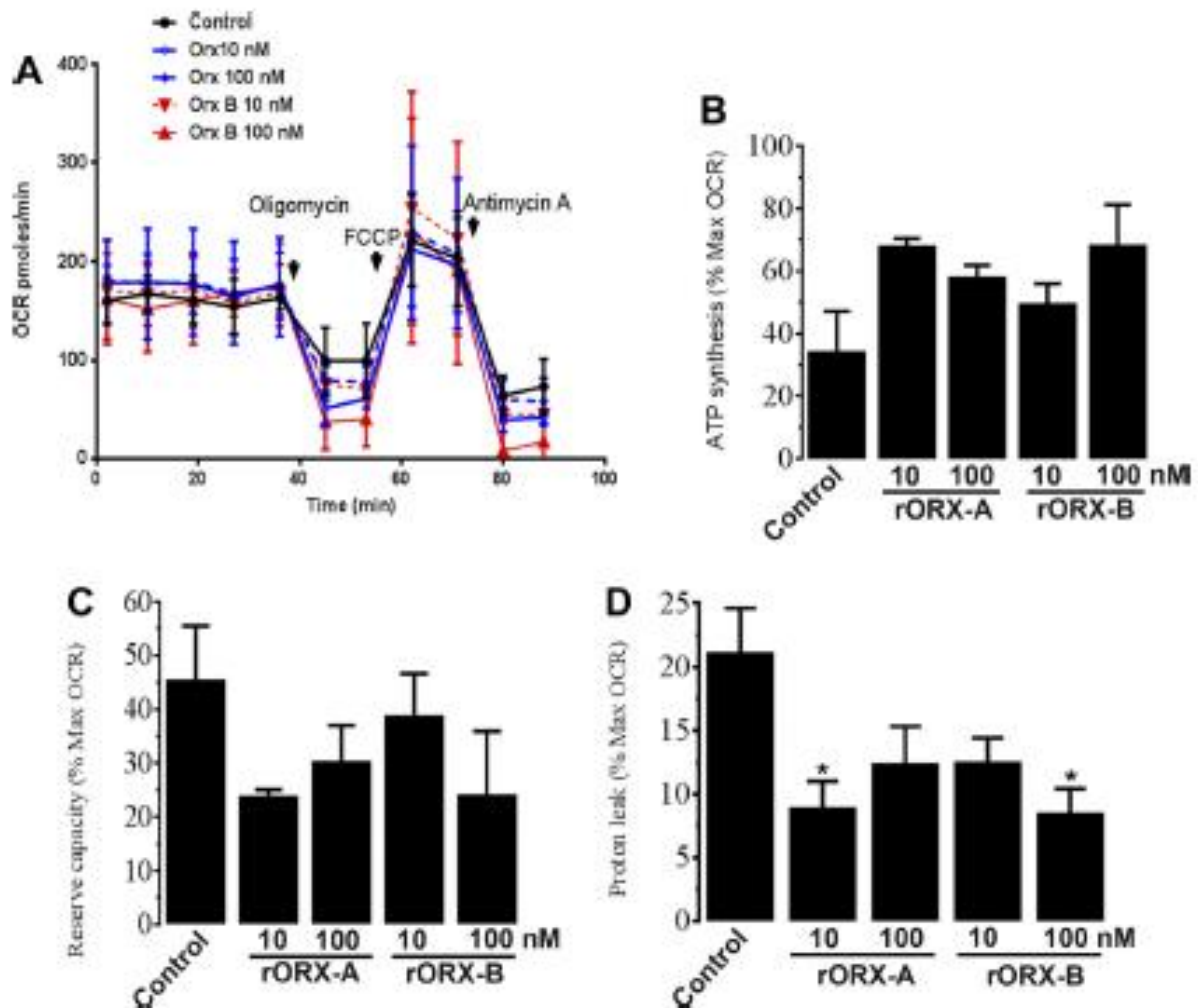 A
Control
Orx10 nM
Orx 100 nM
Orx B 10 nM
Orx B 100 nM
OCR pmoles/min
400
300
200
100
0
Oligomycin
FCCP
Antimycin A
0 20 40 60 80 100
Time (min)
B
ATP synthesis (% Max OCR)
100
80
60
40
20
0
Control
10 100 10 100 nM
rORX-A rORX-B
C
Reserve capacity (% Max OCR)
60
50
40
30
20
10
0
Control
10 100 10 100 nM
rORX-A rORX-B
D
Proton leak (% Max OCR)
25
20
15
10
5
0
* *
Control
10 100 10 100 nM
rORX-A rORX-B